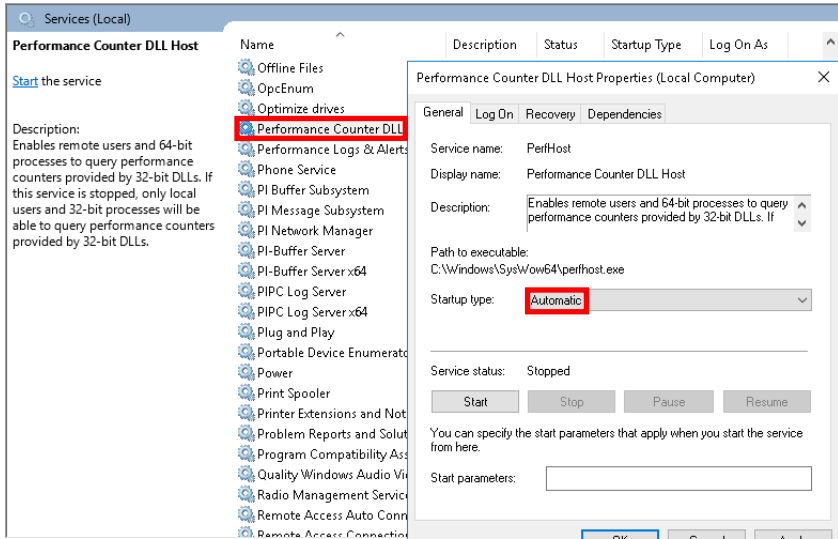 Services (Local)
Performance Counter DLL Host
Start the service
Description:
Enables remote users and 64-bit
processes to query performance
counters provided by 32-bit DLLs. If
this service is stopped, only local
users and 32-bit processes will be
able to query performance counters
provided by 32-bit DLLs.
Name Description Status Startup Type Log On As
Offline Files
OpcEnum
Optimize drives
Performance Counter DLL
Performance Logs & Alerts
Phone Service
PI Buffer Subsystem
PI Message Subsystem
PI Network Manager
PI-Buffer Server
PI-Buffer Server x64
PIPC Log Server
PIPC Log Server x64
Plug and Play
Portable Device Enumerato
Power
Print Spooler
Printer Extensions and Not
Problem Reports and Solut
Program Compatibility Ass
Quality Windows Audio Vi
Radio Management Servic
Remote Access Auto Conn
Remote Access Connection
Performance Counter DLL Host Properties (Local Computer)
General Log On Recovery Dependencies
Service name: PerfHost
Display name: Performance Counter DLL Host
Description: Enables remote users and 64-bit processes to query
performance counters provided by 32-bit DLLs. If
Path to executable:
C:\Windows\SysWow64\perfhost.exe
Startup type: Automatic
Service status: Stopped
Start Stop Pause Resume
You can specify the start parameters that apply when you start the service
from here.
Start parameters: